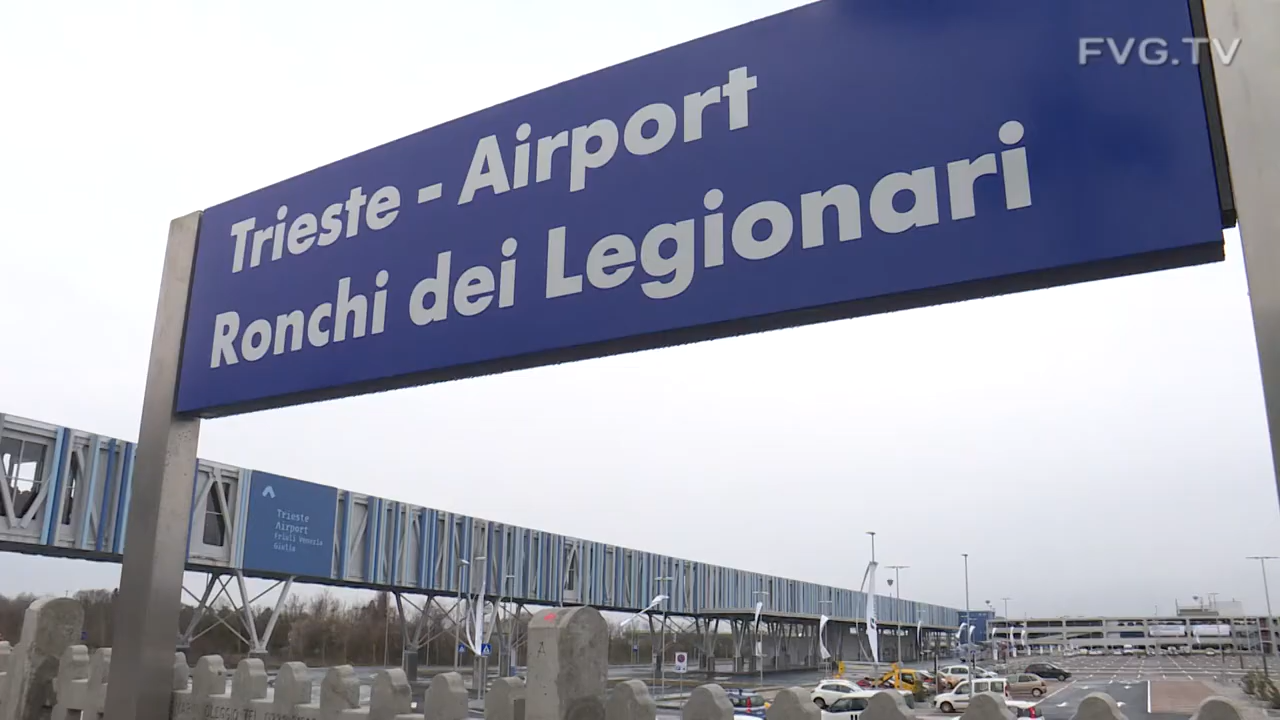 FVG.TV
Trieste - Airport
Ronchi dei Legionari
Trieste
Airport
Friuli Venezia
Giulia